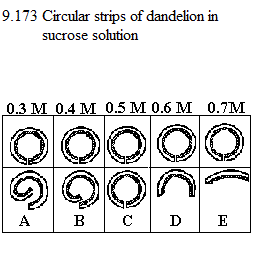 9.173 Circular strips of dandelion in
sucrose solution
0.3 M 0.4 M 0.5 M 0.6 M 0.7M
A B C D E